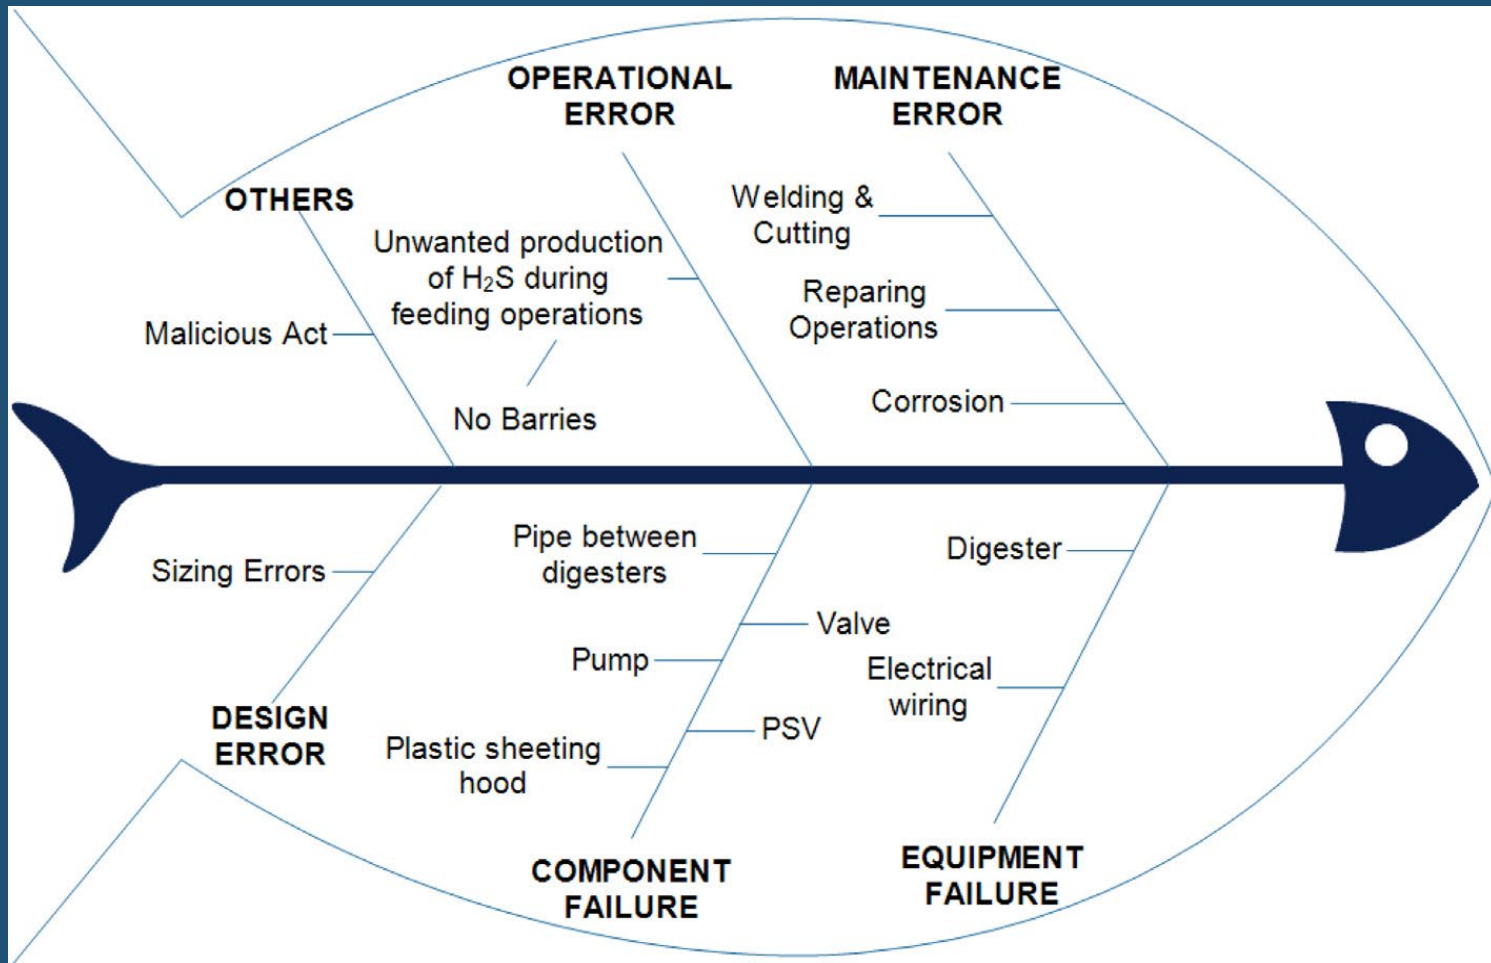 OPERATIONAL
ERROR
MAINTENANCE
ERROR
OTHERS
Welding &
Cutting
Unwanted production
of H₂S during
feeding operations
Reparing
Operations
Malicious Act
Corrosion
No Barries
Pipe between
digesters
Digester
Sizing Errors
Valve
Pump
Electrical
wiring
DESIGN
ERROR
PSV
Plastic sheeting
hood
COMPONENT
FAILURE
EQUIPMENT
FAILURE